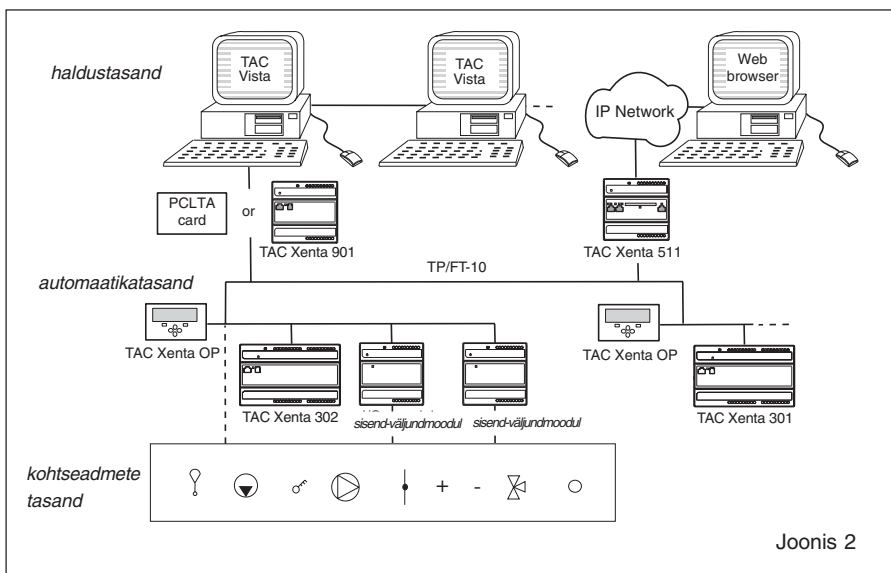 haldustasand
TAC
Vista
TAC
Vista
Web
browser
IP Network
PCLTA
card
or
TAC Xenta 901
TAC Xenta 511
TP/FT-10
automaatikatasand
TAC Xenta OP
TAC Xenta 302
sisend-väljundmoodul
sisend-väljundmoodul
TAC Xenta OP
TAC Xenta 301
kohtseadmete
tasand
+
-
Joonis 2